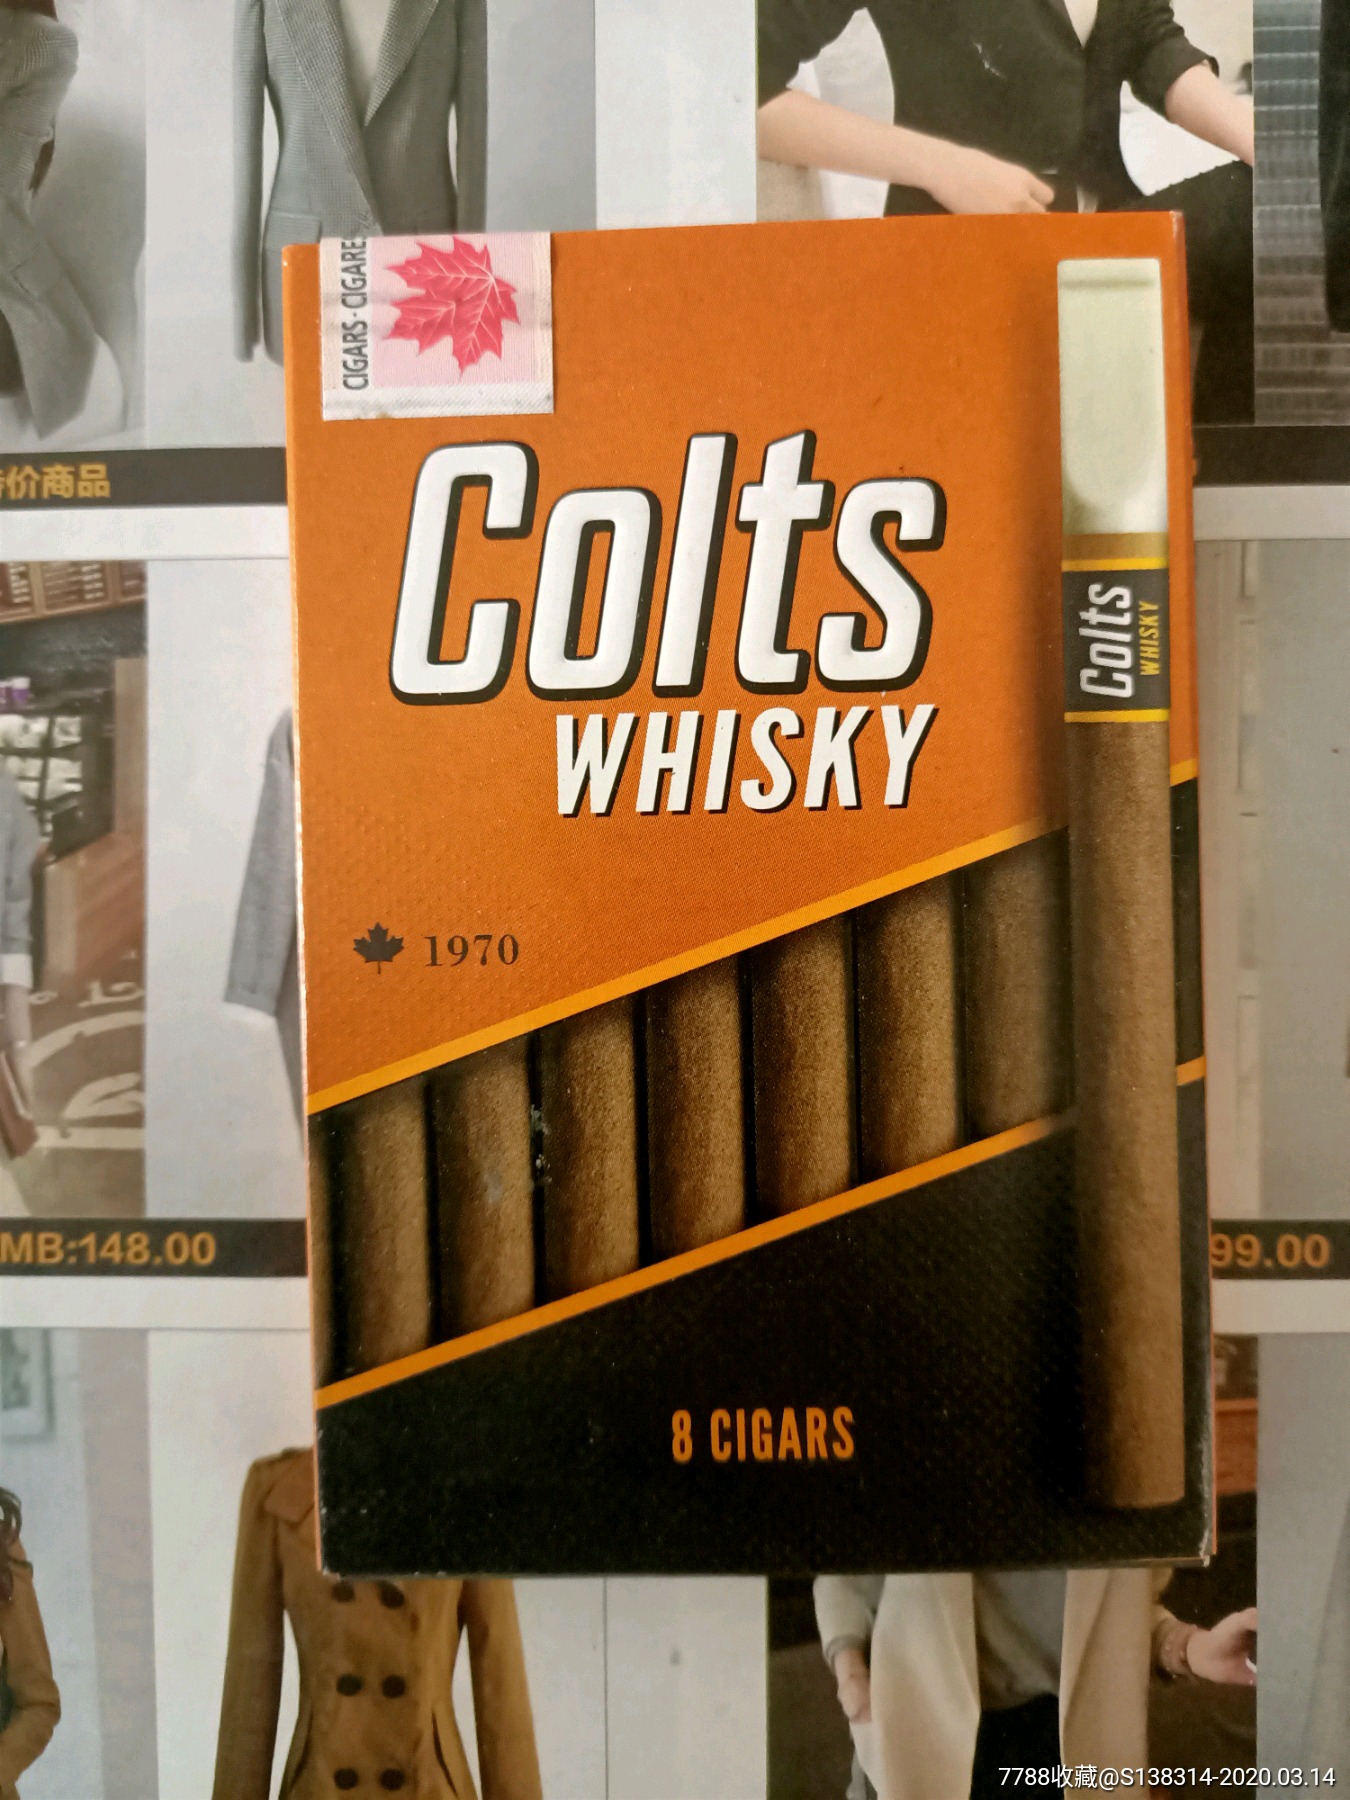 CIGARS·CIGARES
Colts
WHISKY
Colts
WHISKY
1970
8 CIGARS
价商品
MB:148.00
99.00
7788收藏@S138314-2020.03.14